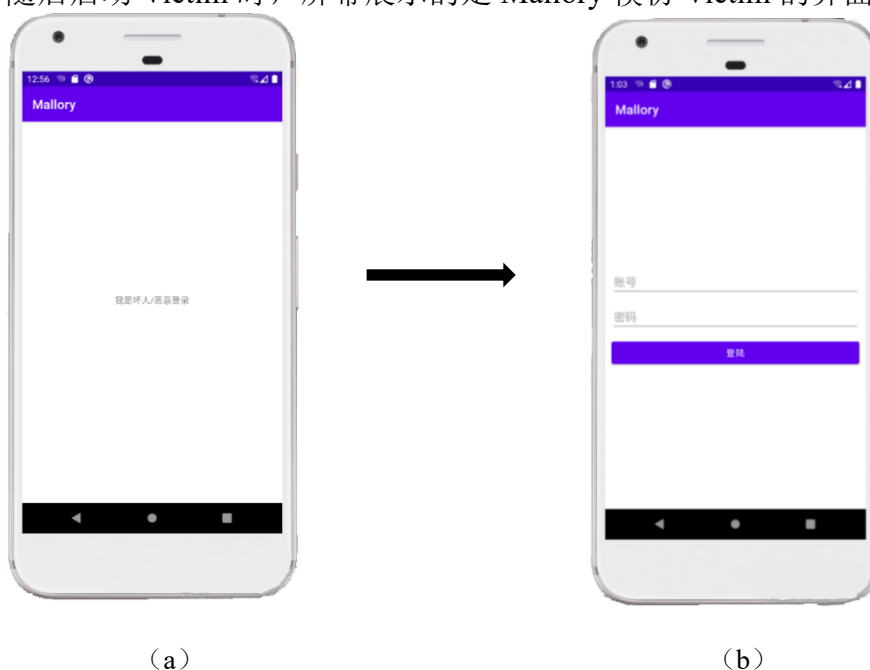 随后启动 Victim 时，屏幕展示的是 Mallory 模仿 Victim 的界面
12:56
Mallory
我是坏人/恶意登录
1:03
Mallory
账号
密码
登陆
（a）
（b）